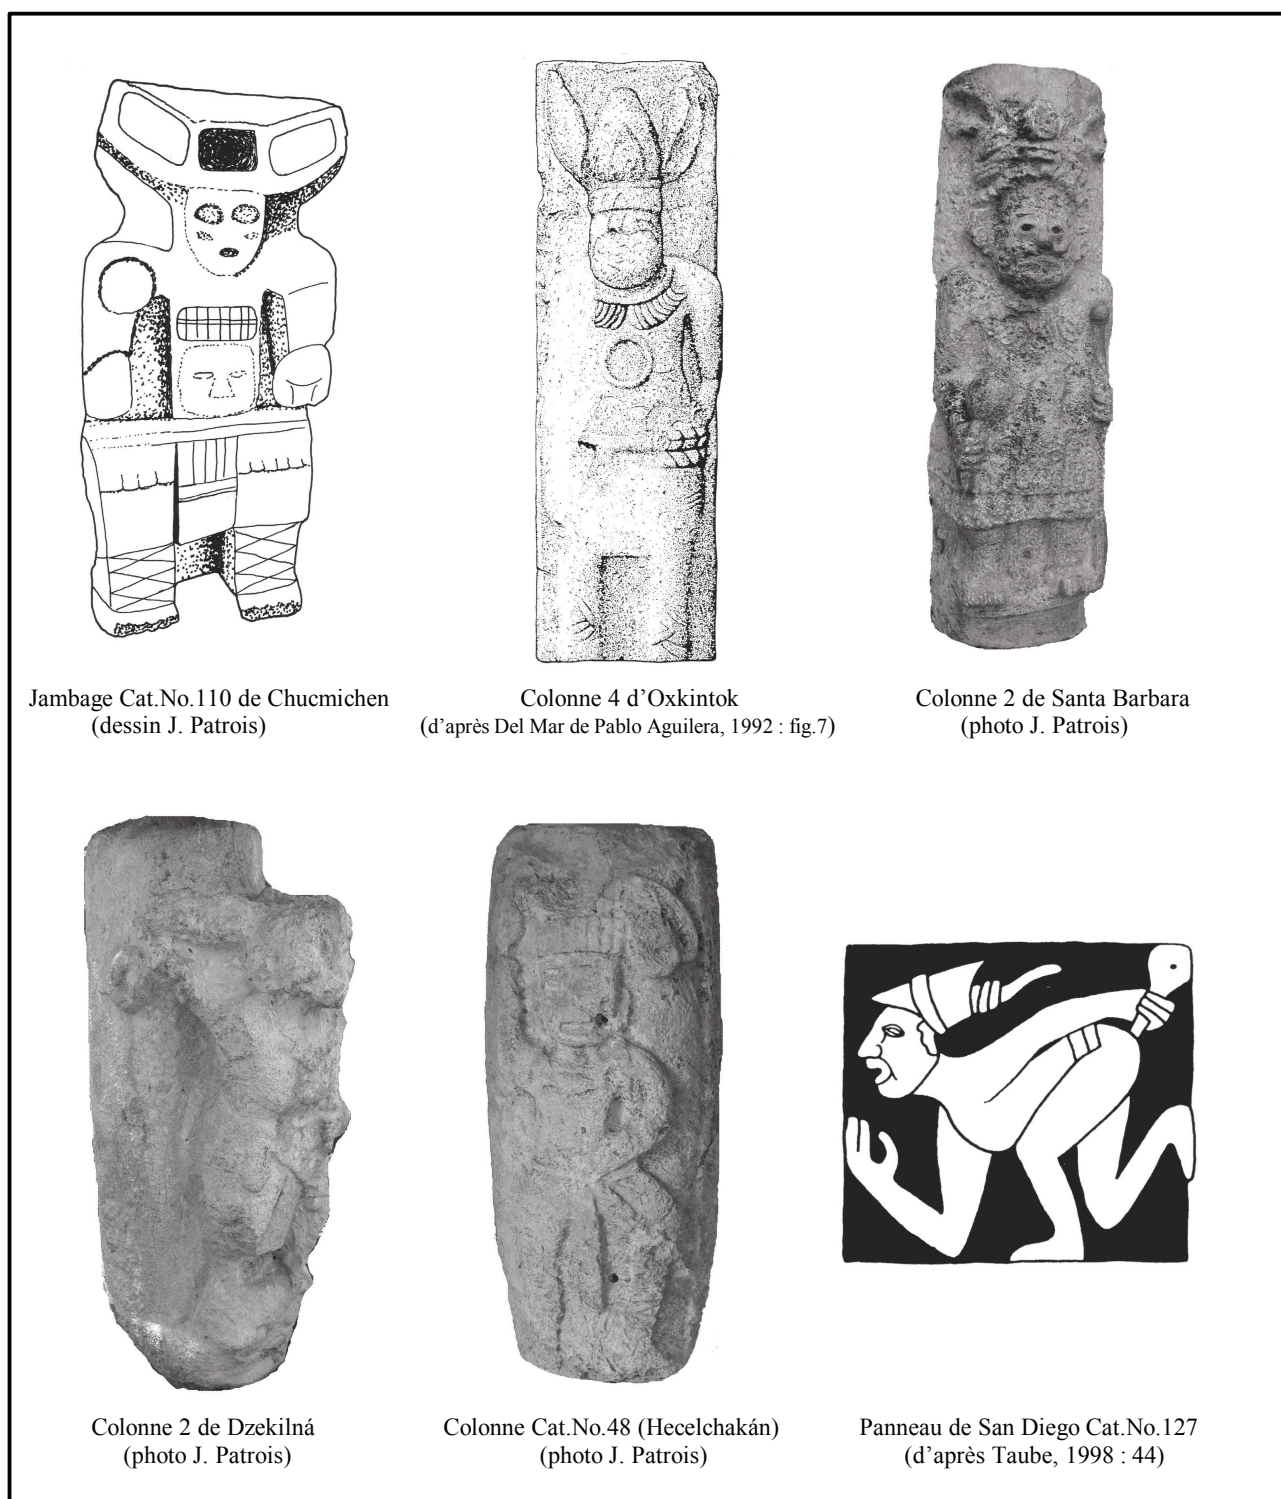 Jambage Cat.No.110 de Chucmichen
(dessin J. Patrois)
Colonne 4 d’Oxkintok
(d’après Del Mar de Pablo Aguilera, 1992 : fig.7)
Colonne 2 de Santa Barbara
(photo J. Patrois)
Colonne 2 de Dzekilná
(photo J. Patrois)
Colonne Cat.No.48 (Hecelchakán)
(photo J. Patrois)
Panneau de San Diego Cat.No.127
(d’après Taube, 1998 : 44)